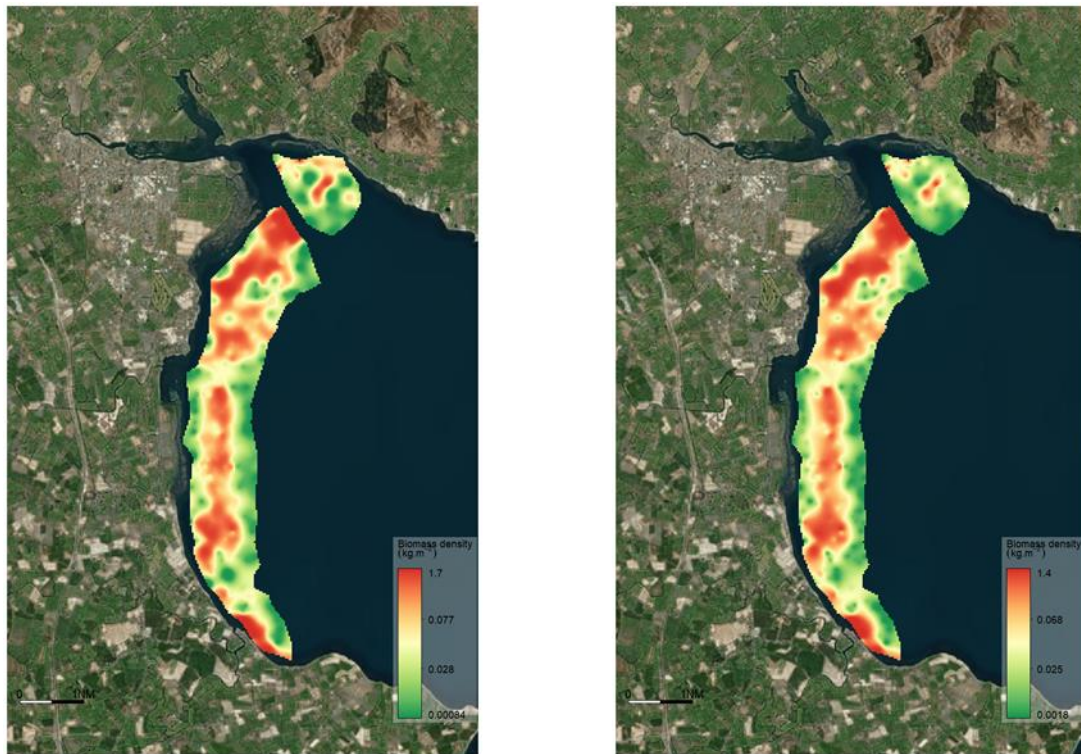 Biomass density
(kg.m⁻²)
1.7
0.077
0.028
0.00084
0 1NM
Biomass density
(kg.m⁻²)
1.4
0.068
0.025
0.0018
0 1NM